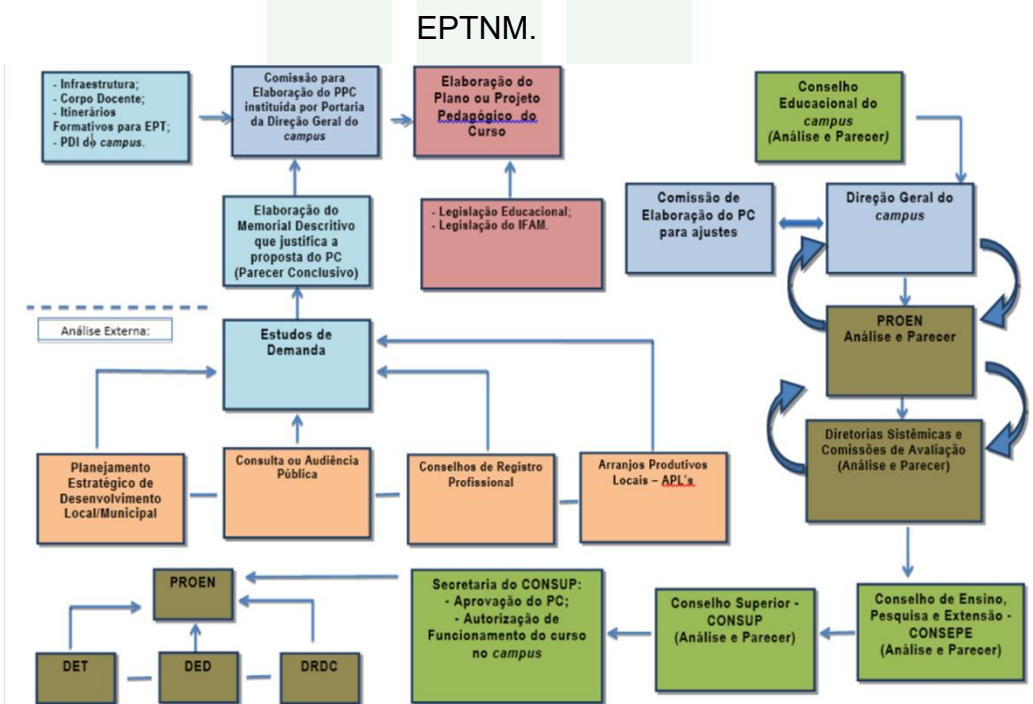 EPTNM.
- Infraestrutura;
- Corpo Docente;
- Itinerários
Formativos para EPT;
- PDI do campus.
Comissão para
Elaboração do PPC
instituída por Portaria
da Direção Geral do
campus
Elaboração do
Plano ou Projeto
Pedagógico do
Curso
Conselho
Educacional do
campus
(Análise e Parecer)
Elaboração do
Memorial Descritivo
que justifica a
proposta do PC
(Parecer Conclusivo)
- Legislação Educacional;
- Legislação do IFAM.
Comissão de
Elaboração do PC
para ajustes
Direção Geral do
campus
Análise Externa:
Estudos de
Demanda
PROEN
Análise e Parecer
Planejamento
Estratégico de
Desenvolvimento
Local/Municipal
Consulta ou Audiência
Pública
Conselhos de Registro
Profissional
Arranjos Produtivos
Locais – APL's
Diretorias Sistêmicas e
Comissões de Avaliação
(Análise e Parecer)
PROEN
DET
DED
DRDC
Secretaria do CONSUP:
- Aprovação do PC;
- Autorização de
Funcionamento do curso
no campus
Conselho Superior -
CONSUP
(Análise e Parecer)
Conselho de Ensino,
Pesquisa e Extensão -
CONSEPE
(Análise e Parecer)